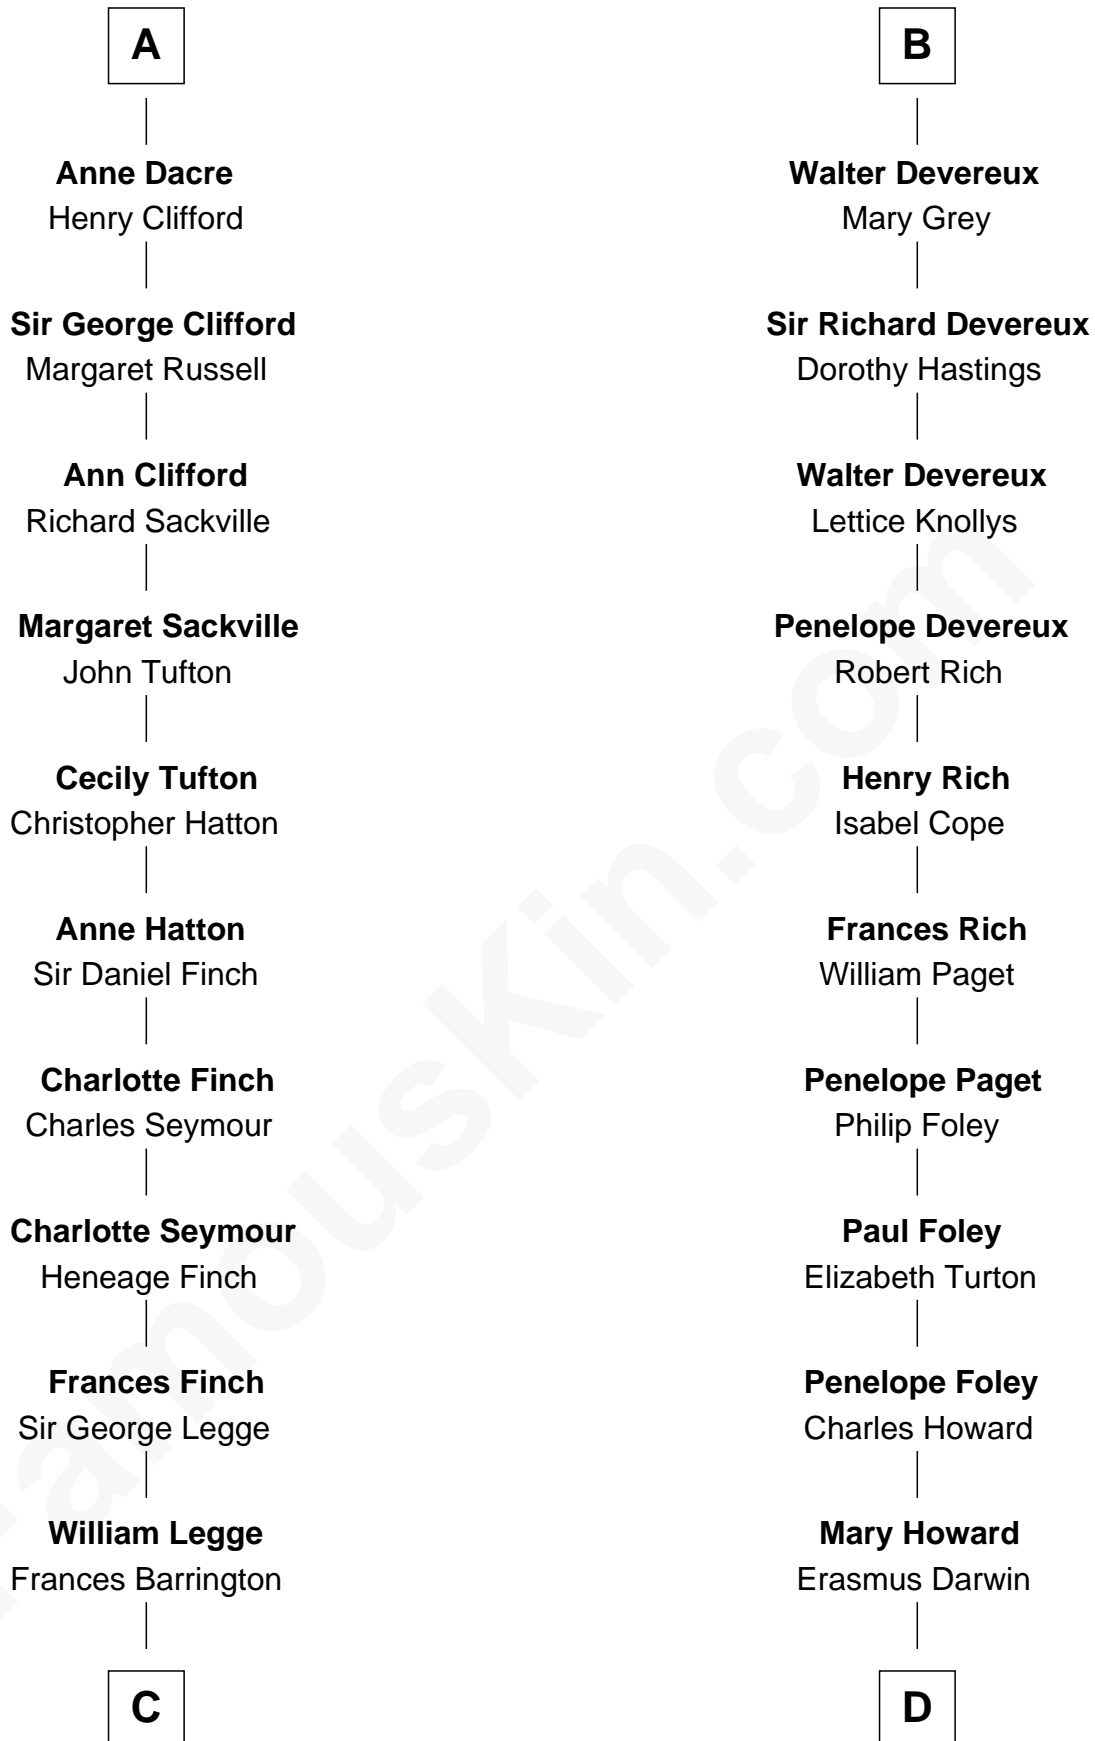 A
Anne Dacre
Henry Clifford
Sir George Clifford
Margaret Russell
Ann Clifford
Richard Sackville
Margaret Sackville
John Tufton
Cecily Tufton
Christopher Hatton
Anne Hatton
Sir Daniel Finch
Charlotte Finch
Charles Seymour
Charlotte Seymour
Heneage Finch
Frances Finch
Sir George Legge
William Legge
Frances Barrington
C
B
Walter Devereux
Mary Grey
Sir Richard Devereux
Dorothy Hastings
Walter Devereux
Lettice Knollys
Penelope Devereux
Robert Rich
Henry Rich
Isabel Cope
Frances Rich
William Paget
Penelope Paget
Philip Foley
Paul Foley
Elizabeth Turton
Penelope Foley
Charles Howard
Mary Howard
Erasmus Darwin
D
FamousKin.com